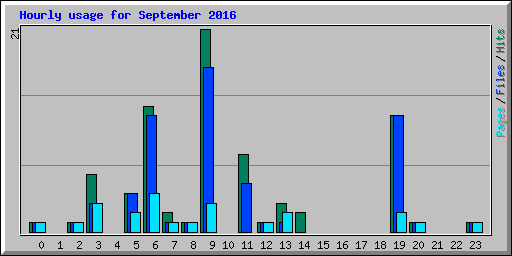 Hourly usage for September 2016
21
Pages / Files / Hits
0 1 2 3 4 5 6 7 8 9 10 11 12 13 14 15 16 17 18 19 20 21 22 23